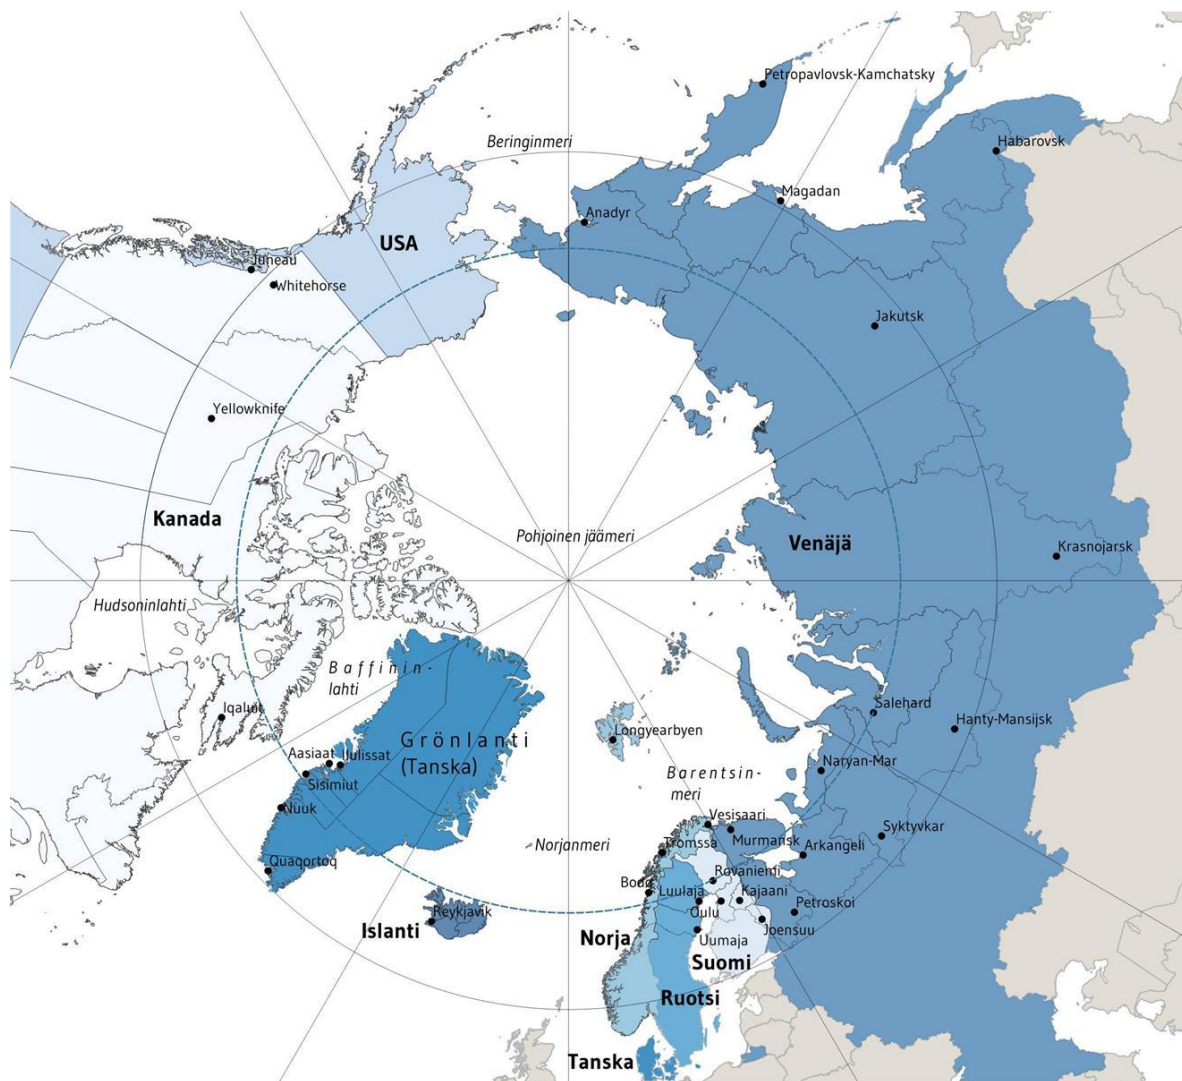 Petropavlovsk-Kamchatsky
Beringinmeri
Habarovsk
Magadan
Anadyr
USA
Juneau
Whitehorse
Jakutsk
Yellowknife
Kanada
Pohjoinen jäämeri
Venäjä
Krasnojarsk
Hudsoninlahti
Baffinin-
lahti
Iqaluit
Salehard
Hanty-Mansijsk
Longyearbyen
Grönlanti
(Tanska)
Aasiaat
Ilulissat
Sisimiut
Barentsin-
meri
Naryan-Mar
Nuuk
Vesisaari
Murmansk
Syktyvkar
Norjanmeri
Tromssa
Arkangeli
Quaqortoq
Rovaniemi
Bodø
Luulaja
Kajaani
Oulu
Petroskoi
Reykjavik
Joensuu
Islanti
Norja
Uumaja
Suomi
Ruotsi
Tanska